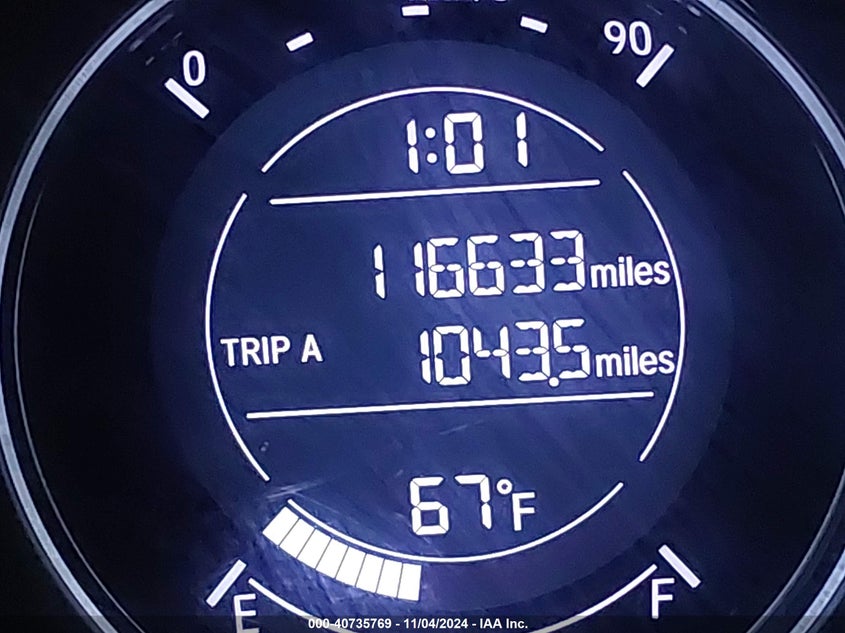 0 90
1:01
116633 miles
TRIP A 1043.5 miles
67°F
E F
000-40735769 - 11/04/2024 - IAA Inc.